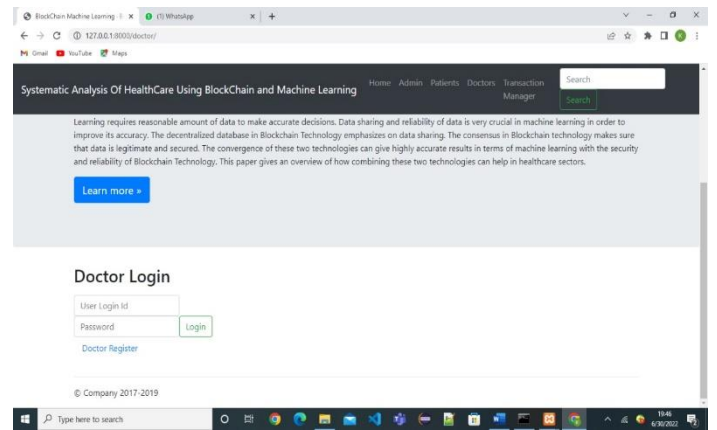 BlockChain Machine Learning
(1) WhatsApp
127.0.0.1:8000/doctor/
Gmail YouTube Maps
Systematic Analysis Of HealthCare Using BlockChain and Machine Learning
Home Admin Patients Doctors Transaction Manager
Search
Search
Learning requires reasonable amount of data to make accurate decisions. Data sharing and reliability of data is very crucial in machine learning in order to
improve its accuracy. The decentralized database in Blockchain Technology emphasizes on data sharing. The consensus in Blockchain technology makes sure
that data is legitimate and secured. The convergence of these two technologies can give highly accurate results in terms of machine learning with the security
and reliability of Blockchain Technology. This paper gives an overview of how combining these two technologies can help in healthcare sectors.
Learn more »
Doctor Login
User Login Id
Password Login
Doctor Register
© Company 2017-2019
Type here to search
19:46
6/30/2022